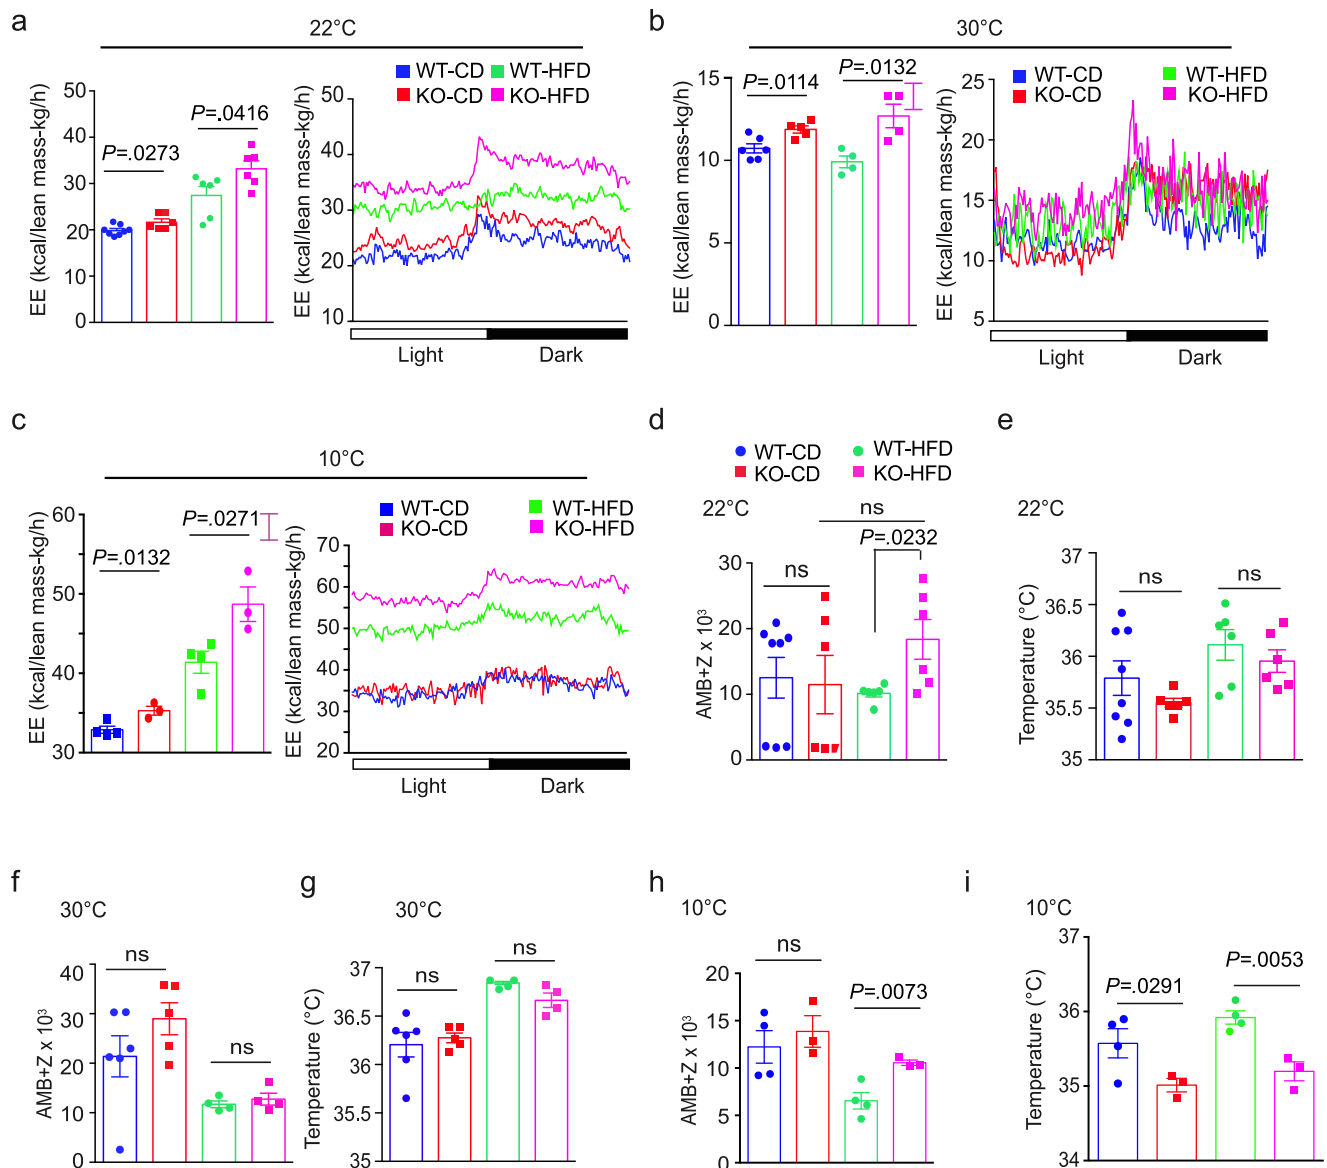 a
22°C
WT-CD WT-HFD
KO-CD KO-HFD
EE (kcal/lean mass-kg/h)
50
40
30
20
10
0
P=.0273
P=.0416
EE (kcal/lean mass-kg/h)
50
40
30
20
10
Light Dark
b
30°C
WT-CD WT-HFD
KO-CD KO-HFD
EE (kcal/lean mass-kg/h)
15
10
5
0
P=.0114
P=.0132
EE (kcal/lean mass-kg/h)
25
20
15
10
5
Light Dark
c
10°C
WT-CD WT-HFD
KO-CD KO-HFD
EE (kcal/lean mass-kg/h)
60
50
40
30
P=.0132
P=.0271
EE (kcal/lean mass-kg/h)
70
60
50
40
30
20
Light Dark
d
WT-CD WT-HFD
KO-CD KO-HFD
22°C
ns
P=.0232
ns
AMB+Z x 10³
30
20
10
0
e
22°C
Temperature (°C)
37
36.5
36
35.5
35
ns
ns
f
30°C
AMB+Z x 10³
40
30
20
10
0
ns
ns
g
30°C
Temperature (°C)
37
36.5
36
35.5
35
ns
ns
h
10°C
AMB+Z x 10³
20
15
10
5
0
ns
P=.0073
i
10°C
Temperature (°C)
37
36
35
34
P=.0291
P=.0053